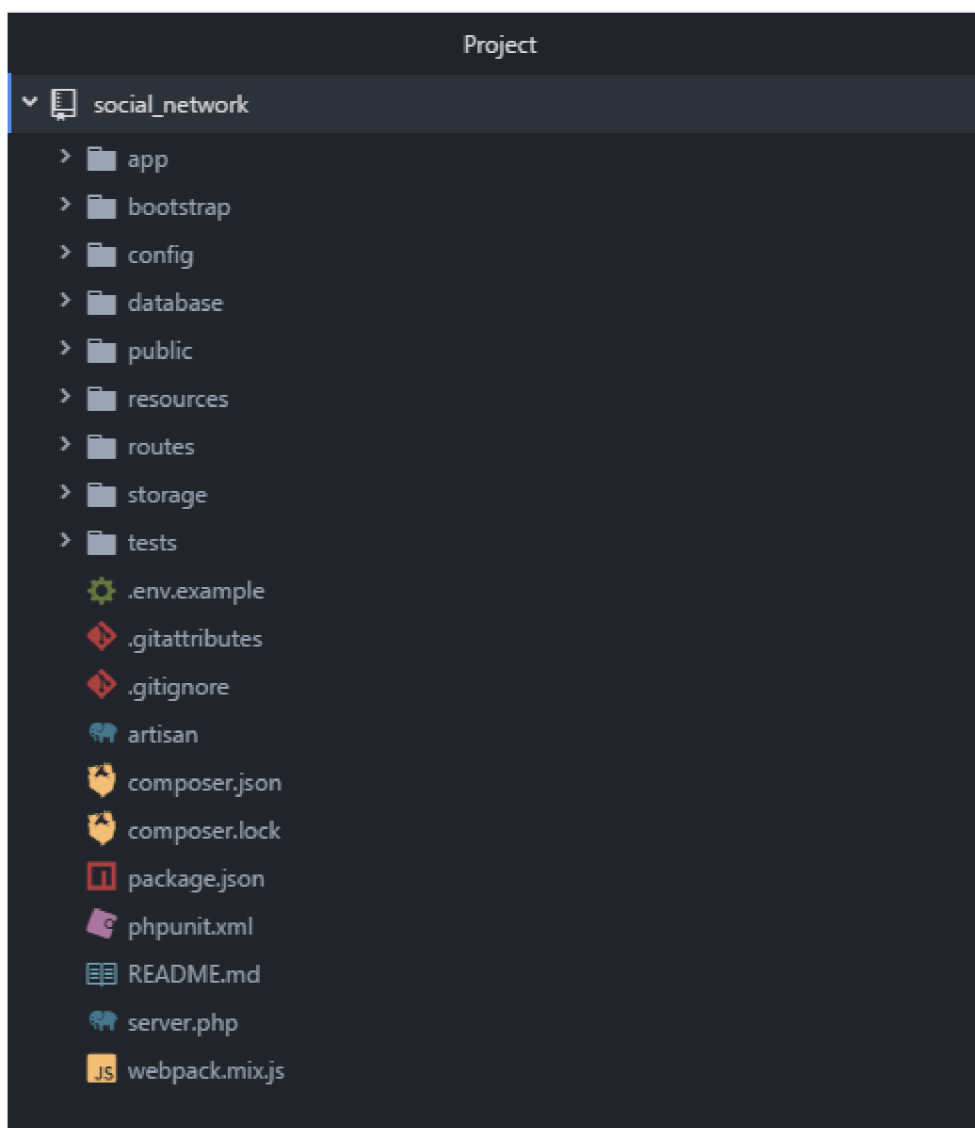 Project
social_network
app
bootstrap
config
database
public
resources
routes
storage
tests
.env.example
.gitattributes
.gitignore
artisan
composer.json
composer.lock
package.json
phpunit.xml
README.md
server.php
JS webpack.mix.js